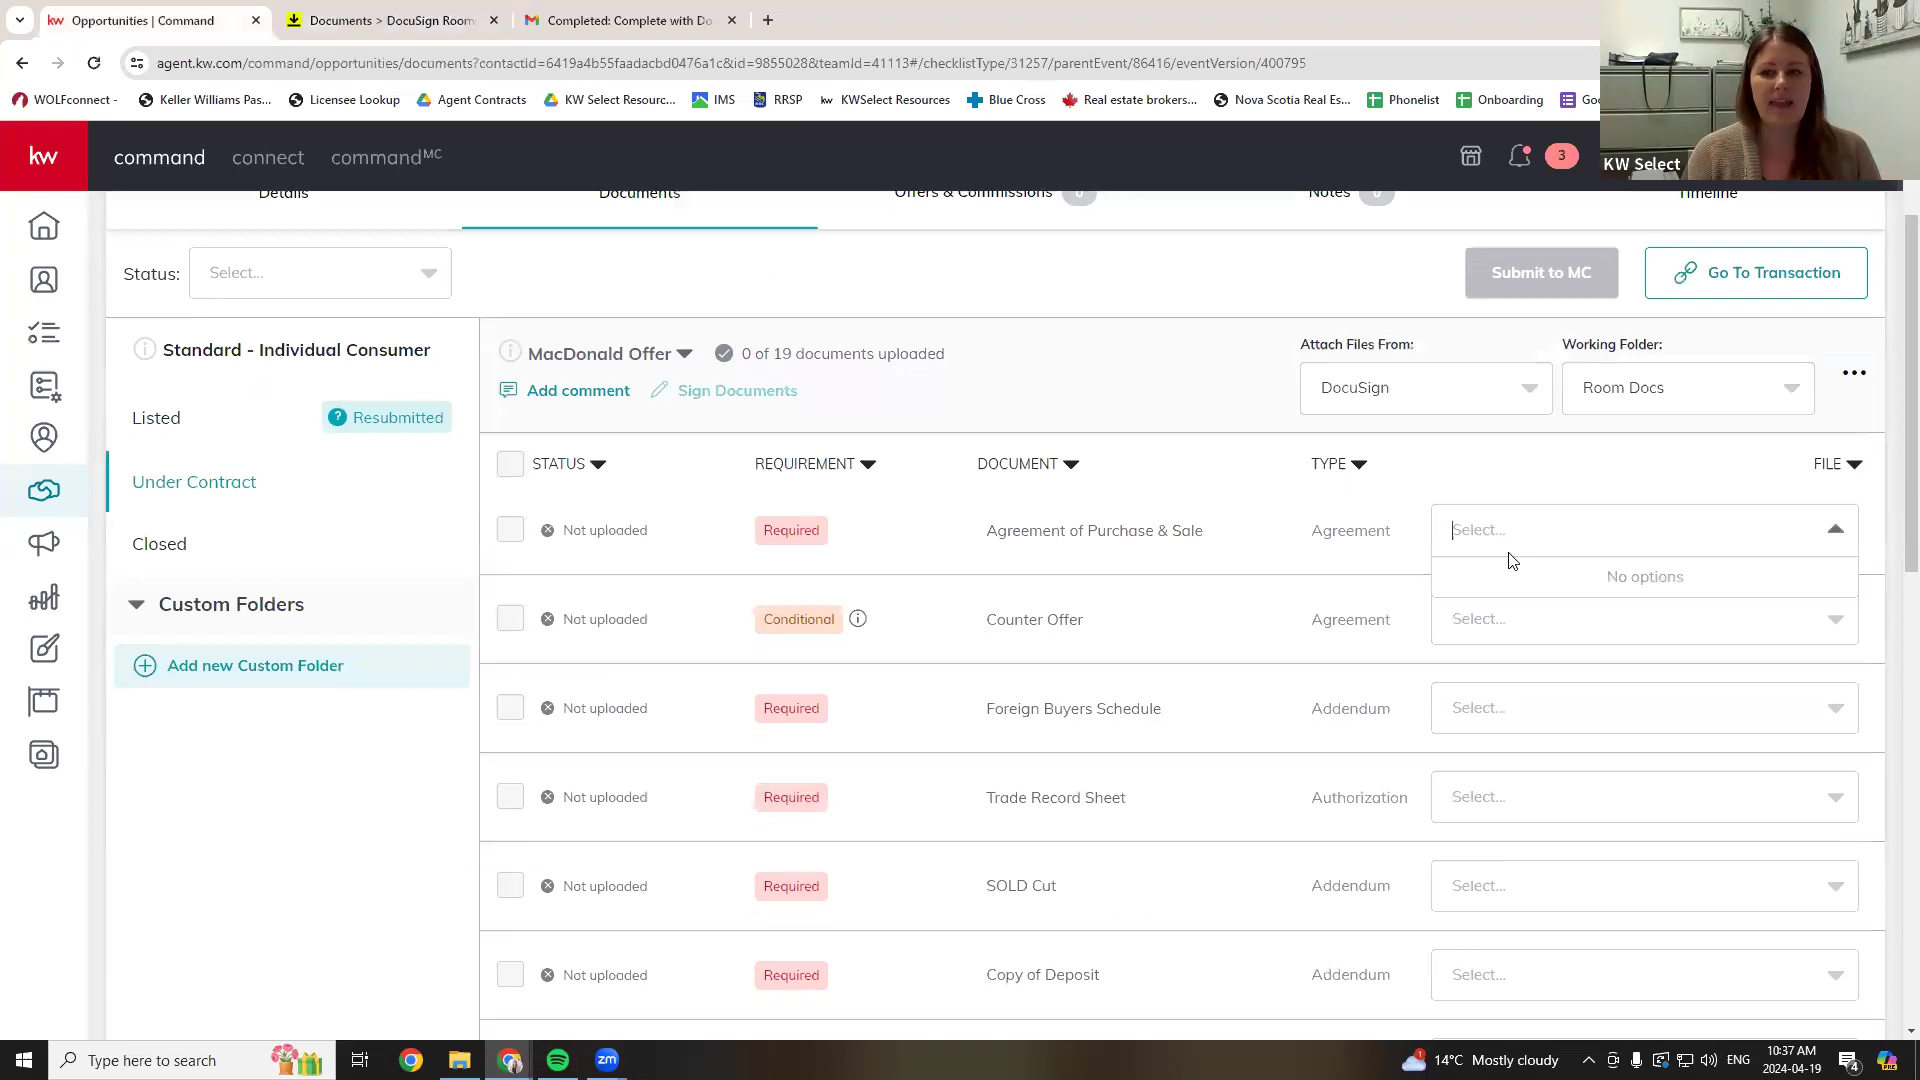 kw Opportunities | Command
Documents > DocuSign Room
Completed: Complete with Do
agent.kw.com/command/opportunities/documents?contactId=6419a4b55faadacbd0476a1c&id=9855028&teamId=41113#/checklistType/31257/parentEvent/86416/eventVersion/400795
WOLFconnect -
Keller Williams Pas...
Licensee Lookup
Agent Contracts
KW Select Resourc...
IMS
RRSP
kw KWSelect Resources
Blue Cross
Real estate brokers...
Nova Scotia Real Es...
Phonelist
Onboarding
Goo
kw
command
connect
commandMC
3
KW Select
Details
Documents
Offers & Commissions 0
Notes 0
Timeline
Status:
Select...
Submit to MC
Go To Transaction
Standard - Individual Consumer
Listed
? Resubmitted
Under Contract
Closed
Custom Folders
Add new Custom Folder
MacDonald Offer
0 of 19 documents uploaded
Attach Files From:
Working Folder:
Add comment
Sign Documents
DocuSign
Room Docs
STATUS REQUIREMENT DOCUMENT TYPE FILE
Not uploaded Required Agreement of Purchase & Sale Agreement Select...
No options
Not uploaded Conditional Counter Offer Agreement Select...
Not uploaded Required Foreign Buyers Schedule Addendum Select...
Not uploaded Required Trade Record Sheet Authorization Select...
Not uploaded Required SOLD Cut Addendum Select...
Not uploaded Required Copy of Deposit Addendum Select...
Type here to search
zm
1
14°C Mostly cloudy
ENG
10:37 AM
2024-04-19
4
PRE